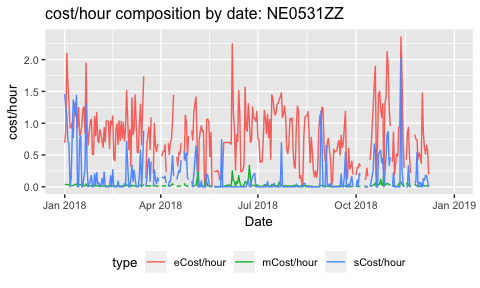 cost/hour composition by date: NE0531ZZ
cost/hour
2.0
1.5
1.0
0.5
0.0
Jan 2018 Apr 2018 Jul 2018 Oct 2018 Jan 2019
Date
type eCost/hour mCost/hour sCost/hour